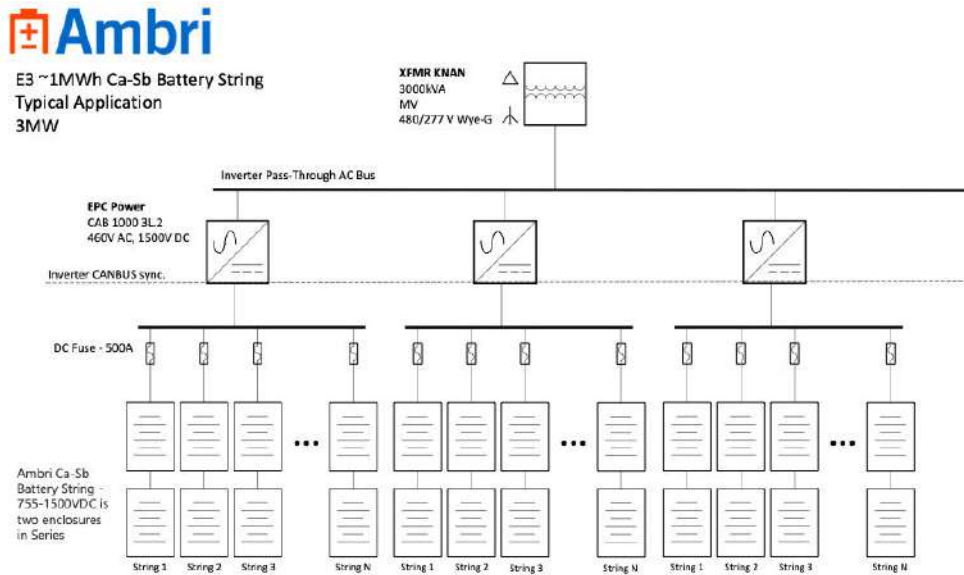 Ambri
E3 ~1MWh Ca-Sb Battery String
Typical Application
3MW
XFMR KNAN
3000kVA
MV
480/277 V Wye-G
Inverter Pass-Through AC Bus
EPC Power
CAB 1000 3L.2
460V AC, 1500V DC
Inverter CANBUS sync.
DC Fuse - 500A
Ambri Ca-Sb
Battery String -
755-1500VDC is
two enclosures
in Series
String 1 String 2 String 3 String N String 1 String 2 String 3 String N String 1 String 2 String 3 String N